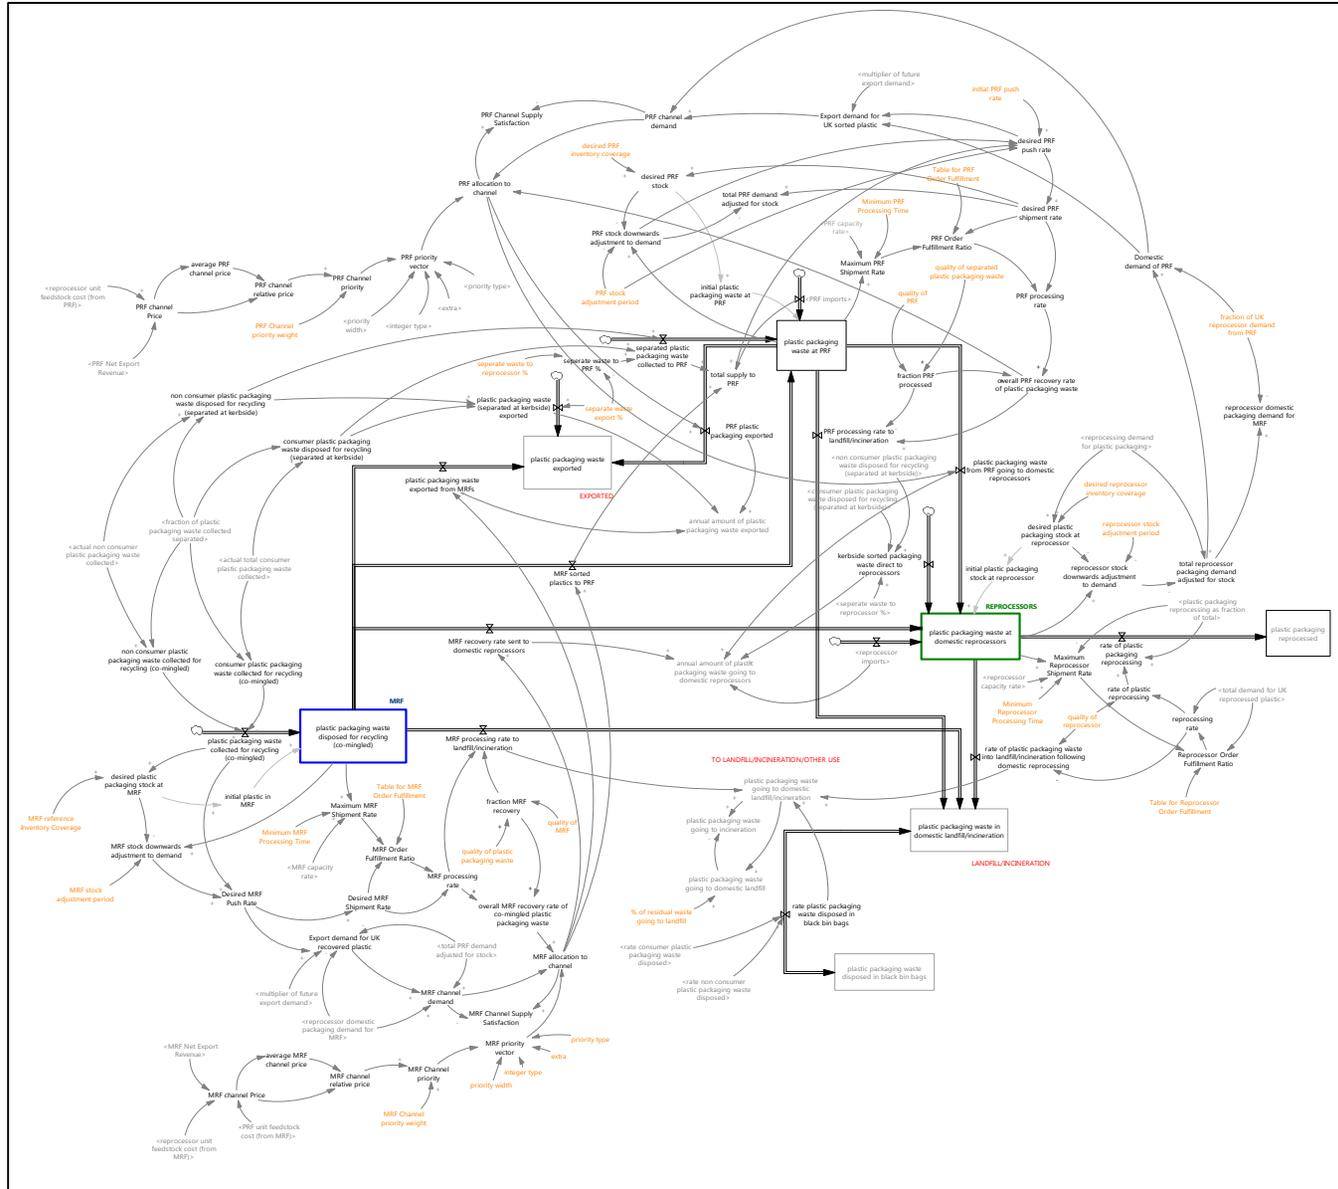 <multiplier of future
export demand>
initial PRF push
rate
PRF Channel Supply
Satisfaction
PRF channel
demand
Export demand for
UK sorted plastic
desired PRF
push rate
desired PRF
inventory coverage
desired PRF
stock
PRF allocation to
channel
total PRF demand
adjusted for stock
Table for PRF
Order Fulfillment
Minimum PRF
Processing Time
desired PRF
shipment rate
<PRF capacity
rate>
PRF stock downwards
adjustment to demand
PRF Order
Fulfillment Ratio
Maximum PRF
Shipment Rate
Domestic
demand of PRF
PRF priority
vector
average PRF
channel price
PRF channel
relative price
PRF Channel
priority
<priority type>
<reprocessor unit
feedstock cost (from
PRF)>
PRF channel
Price
PRF Channel
priority weight
<priority
width>
<integer type>
<extra>
PRF stock
adjustment period
initial plastic
packaging waste at
PRF
<PRF imports>
quality of separated
plastic packaging waste
quality of
PRF
PRF processing
rate
fraction of UK
reprocessor demand
from PRF
<PRF Net Export
Revenue>
plastic packaging
waste at PRF
separated plastic
packaging waste
collected to PRF
seperate waste to
reprocessor %
seperate waste to
PRF %
total supply to
PRF
fraction PRF
processed
overall PRF recovery rate
of plastic packaging waste
non consumer plastic packaging
waste disposed for recycling
(separated at kerbside)
plastic packaging waste
(separated at kerbside)
exported
separate waste
export %
reprocessor domestic
packaging demand for
MRF
consumer plastic packaging
waste disposed for recycling
(separated at kerbside)
PRF plastic
packaging exported
PRF processing rate to
landfill/incineration
<reprocessing demand
for plastic packaging>
plastic packaging waste
exported
EXPORTED
<non consumer plastic packaging
waste disposed for recycling
(separated at kerbside)>
plastic packaging waste
from PRF going to domestic
reprocessors
plastic packaging waste
exported from MRFs
<consumer plastic packaging
waste disposed for recycling
(separated at kerbside)>
desired reprocessor
inventory coverage
<fraction of plastic
packaging waste collected
separated>
annual amount of plastic
packaging waste exported
desired plastic
packaging stock at
reprocessor
reprocessor stock
adjustment period
<actual non consumer
plastic packaging waste
collected>
<actual total consumer
plastic packaging waste
collected>
MRF sorted
plastics to PRF
kerbside sorted packaging
waste direct to
reprocessors
initial plastic packaging
stock at reprocessor
reprocessor stock
downwards adjustment
to demand
total reprocessor
packaging demand
adjusted for stock
<seperate waste to
reprocessor %>
REPROCESSORS
<plastic packaging
reprocessing as fraction
of total>
plastic packaging waste at
domestic reprocessors
plastic packaging
reprocessed
non consumer plastic
packaging waste collected for
recycling (co-mingled)
consumer plastic packaging
waste collected for recycling
(co-mingled)
MRF recovery rate sent to
domestic reprocessors
annual amount of plastic
packaging waste going to
domestic reprocessors
<reprocessor
imports>
rate of plastic
packaging
reprocessing
Maximum
Reprocessor
Shipment Rate
<reprocessor
capacity rate>
rate of plastic
reprocessing
<total demand for UK
reprocessed plastic>
Minimum
Reprocessor
Processing Time
quality of
reprocessor
reprocessing
rate
MRF
plastic packaging waste
disposed for recycling
(co-mingled)
plastic packaging waste
collected for recycling
(co-mingled)
MRF processing rate to
landfill/incineration
rate of plastic packaging waste
into landfill/incineration following
domestic reprocessing
Reprocessor Order
Fulfillment Ratio
TO LANDFILL/INCINERATION/OTHER USE
desired plastic
packaging stock at
MRF
initial plastic in
MRF
Table for MRF
Order Fulfillment
plastic packaging waste
going to domestic
landfill/incineration
MRF reference
Inventory Coverage
Maximum MRF
Shipment Rate
fraction MRF
recovery
quality of
MRF
plastic packaging waste
going to incineration
plastic packaging waste in
domestic landfill/incineration
Table for Reprocessor
Order Fulfillment
Minimum MRF
Processing Time
MRF stock downwards
adjustment to demand
MRF Order
Fulfillment Ratio
quality of plastic
packaging waste
LANDFILL/INCINERATION
<MRF capacity
rate>
MRF processing
rate
plastic packaging waste
going to domestic landfill
MRF stock
adjustment period
Desired MRF
Push Rate
Desired MRF
Shipment Rate
overall MRF recovery rate of
co-mingled plastic
packaging waste
% of residual waste
going to landfill
rate plastic packaging
waste disposed in
black bin bags
Export demand for UK
recovered plastic
<total PRF demand
adjusted for stock>
MRF allocation to
channel
<rate consumer plastic
packaging waste
disposed>
plastic packaging waste
disposed in black bin bags
<rate non consumer
plastic packaging waste
disposed>
<multiplier of future
export demand>
MRF channel
demand
MRF Channel Supply
Satisfaction
<reprocessor domestic
packaging demand for
MRF>
priority type
<MRF Net Export
Revenue>
average MRF
channel price
MRF priority
vector
extra
MRF channel
relative price
MRF Channel
priority
integer type
priority width
MRF channel Price
MRF Channel
priority weight
<PRF unit feedstock
cost (from MRF)>
<reprocessor unit
feedstock cost (from
MRF)>